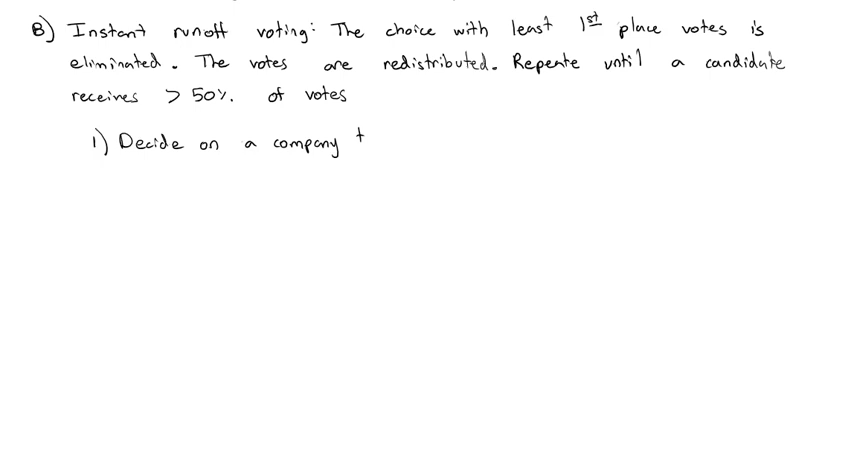 B) Instant runoff voting: The choice with least 1st place votes is
eliminated. The votes are redistributed. Repeate until a candidate
receives > 50% of votes
1) Decide on a company t